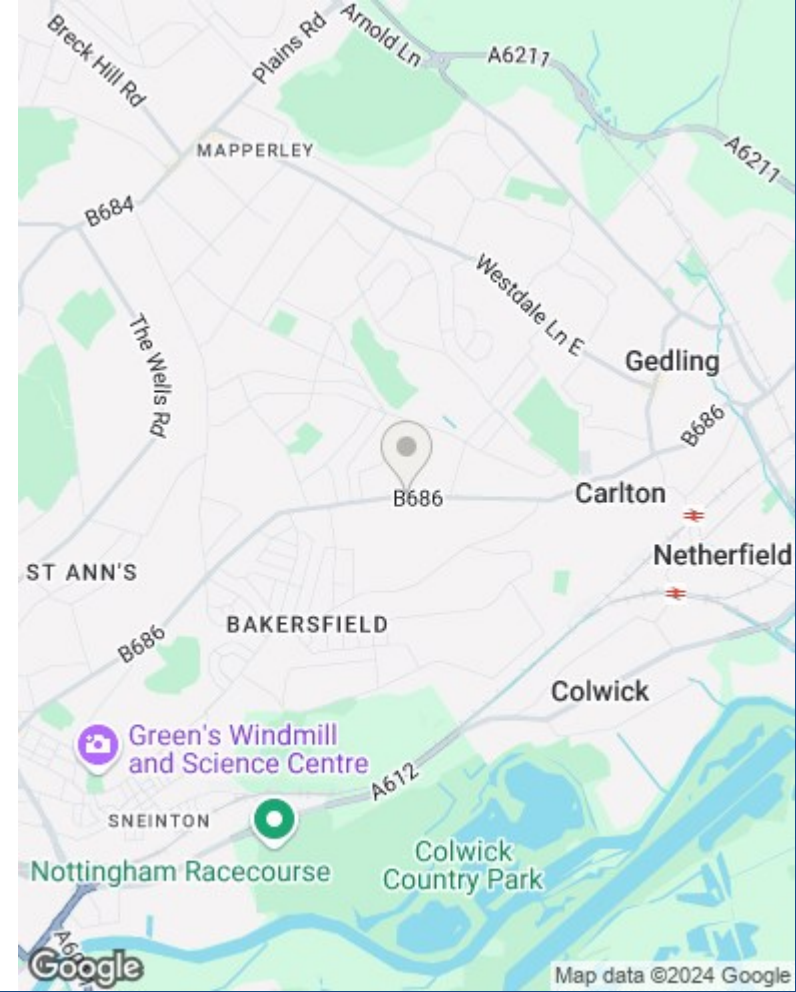 Breck Hill Rd
Plains Rd
Arnold Ln
A6211
A6211
MAPPERLEY
B684
The Wells Rd
Westdale Ln E
Gedling
B686
B686
Carlton
Netherfield
ST ANN'S
BAKERSFIELD
B686
Colwick
Green's Windmill
and Science Centre
A612
SNEINTON
Nottingham Racecourse
Colwick
Country Park
Google
Map data ©2024 Google